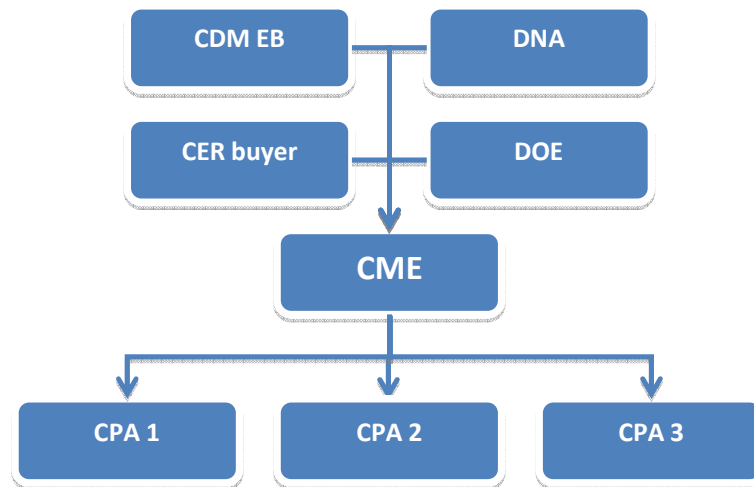 CDM EB
DNA
CER buyer
DOE
CME
CPA 1
CPA 2
CPA 3